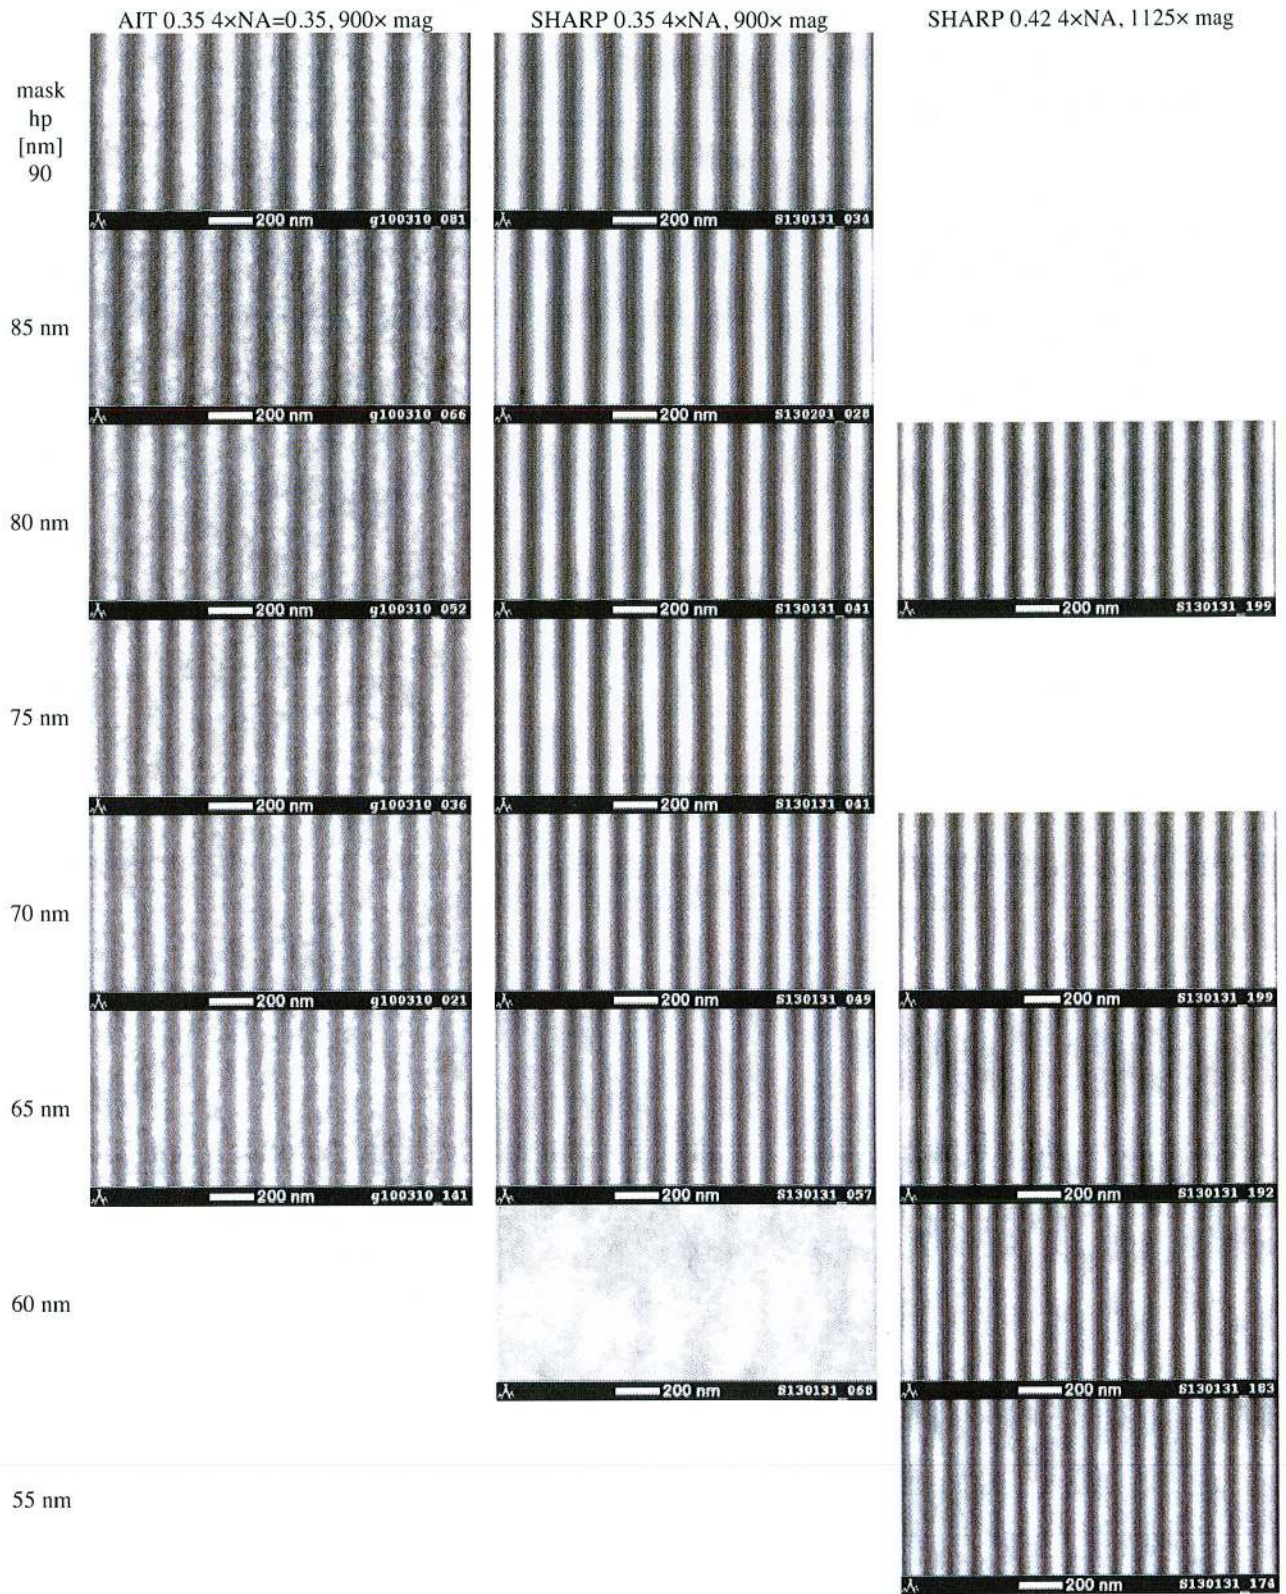 AIT 0.35 4×NA=0.35, 900× mag
SHARP 0.35 4×NA, 900× mag
SHARP 0.42 4×NA, 1125× mag
mask
hp
[nm]
90
200 nm g100310_081
200 nm S130131_034
85 nm
200 nm g100310_066
200 nm S130201_028
80 nm
200 nm g100310_052
200 nm S130131_041
200 nm S130131_199
75 nm
200 nm g100310_036
200 nm S130131_041
70 nm
200 nm g100310_021
200 nm S130131_049
200 nm S130131_199
65 nm
200 nm g100310_141
200 nm S130131_057
200 nm S130131_192
60 nm
200 nm S130131_068
200 nm S130131_183
55 nm
200 nm S130131_174